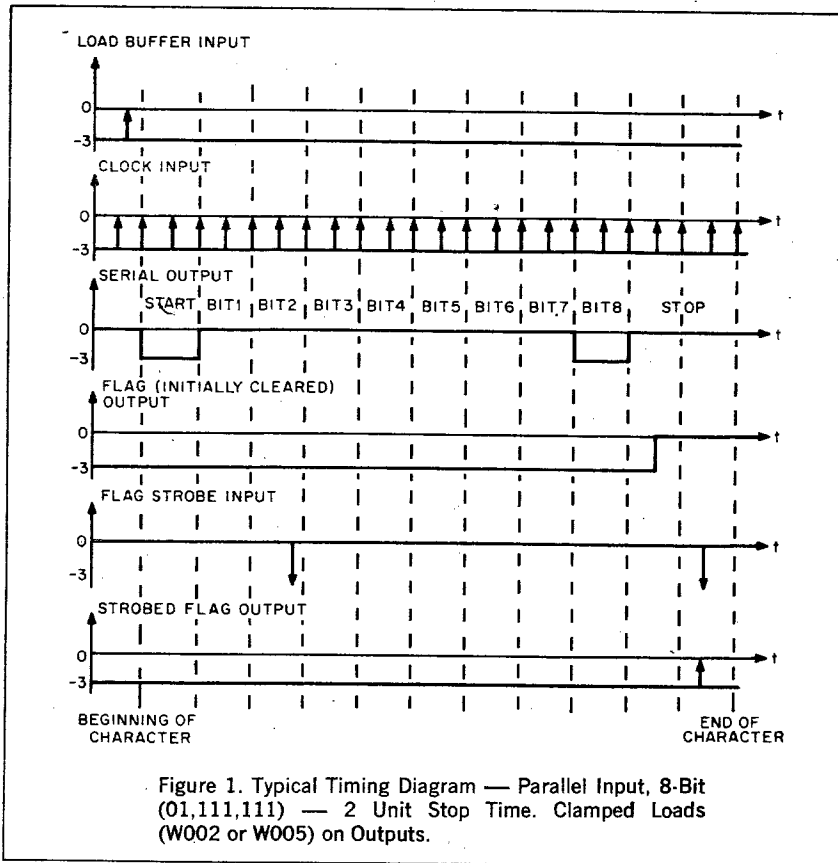 LOAD BUFFER INPUT
0
t
-3
CLOCK INPUT
0
t
-3
SERIAL OUTPUT
START BIT1 BIT2 BIT3 BIT4 BIT5 BIT6 BIT7 BIT8 STOP
0
t
-3
FLAG (INITIALLY CLEARED)
OUTPUT
0
t
-3
FLAG STROBE INPUT
0
t
-3
STROBED FLAG OUTPUT
0
t
-3
BEGINNING OF
CHARACTER
END OF
CHARACTER
Figure 1. Typical Timing Diagram — Parallel Input, 8-Bit
(01,111,111) — 2 Unit Stop Time. Clamped Loads
(W002 or W005) on Outputs.